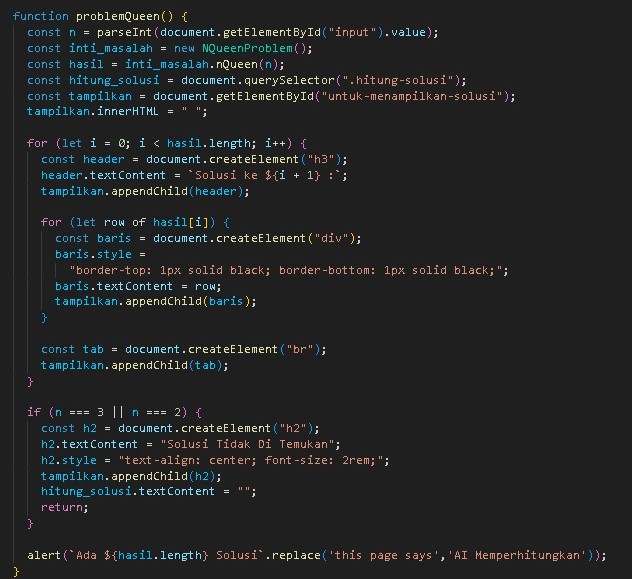 function problemQueen() {
  const n = parseInt(document.getElementById("input").value);
  const inti_masalah = new NQueenProblem();
  const hasil = inti_masalah.nQueen(n);
  const hitung_solusi = document.querySelector(".hitung-solusi");
  const tampilkan = document.getElementById("untuk-menampilkan-solusi");
  tampilkan.innerHTML = " ";

  for (let i = 0; i < hasil.length; i++) {
    const header = document.createElement("h3");
    header.textContent = `Solusi ke ${i + 1} :`;
    tampilkan.appendChild(header);

    for (let row of hasil[i]) {
      const baris = document.createElement("div");
      baris.style =
        "border-top: 1px solid black; border-bottom: 1px solid black;";
      baris.textContent = row;
      tampilkan.appendChild(baris);
    }

    const tab = document.createElement("br");
    tampilkan.appendChild(tab);
  }

  if (n === 3 || n === 2) {
    const h2 = document.createElement("h2");
    h2.textContent = "Solusi Tidak Di Temukan";
    h2.style = "text-align: center; font-size: 2rem;";
    tampilkan.appendChild(h2);
    hitung_solusi.textContent = "";
    return;
  }

  alert(`Ada ${hasil.length} Solusi`.replace('this page says','AI Memperhitungkan'));
}